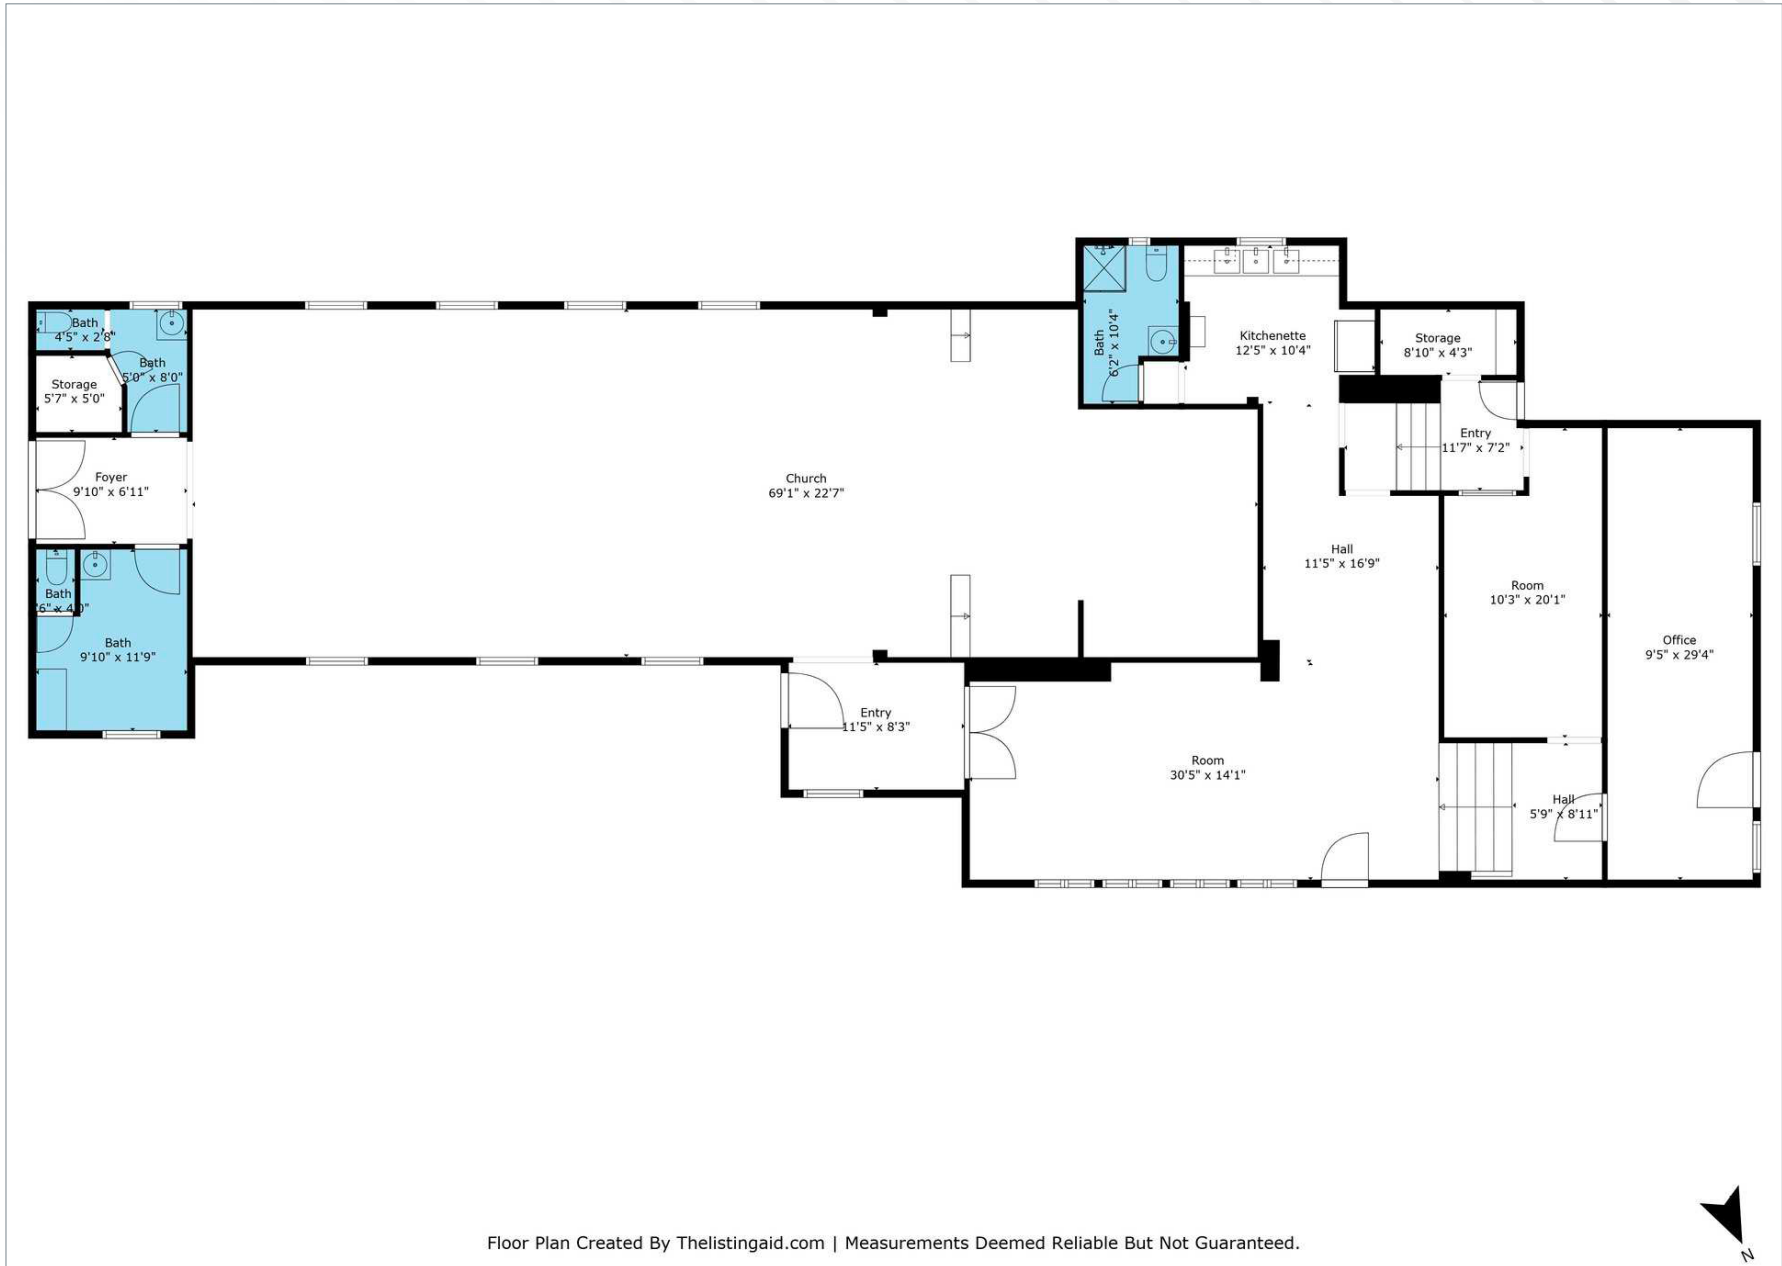 Bath
4'5" x 2'8"
Bath
5'0" x 8'0"
Storage
5'7" x 5'0"
Foyer
9'10" x 6'11"
Bath
6" x 4'0"
Bath
9'10" x 11'9"
Church
69'1" x 22'7"
Bath
6'2" x 10'4"
Kitchenette
12'5" x 10'4"
Storage
8'10" x 4'3"
Entry
11'7" x 7'2"
Hall
11'5" x 16'9"
Room
10'3" x 20'1"
Office
9'5" x 29'4"
Entry
11'5" x 8'3"
Room
30'5" x 14'1"
Hall
5'9" x 8'11"
Floor Plan Created By Thelistingaid.com | Measurements Deemed Reliable But Not Guaranteed.
N